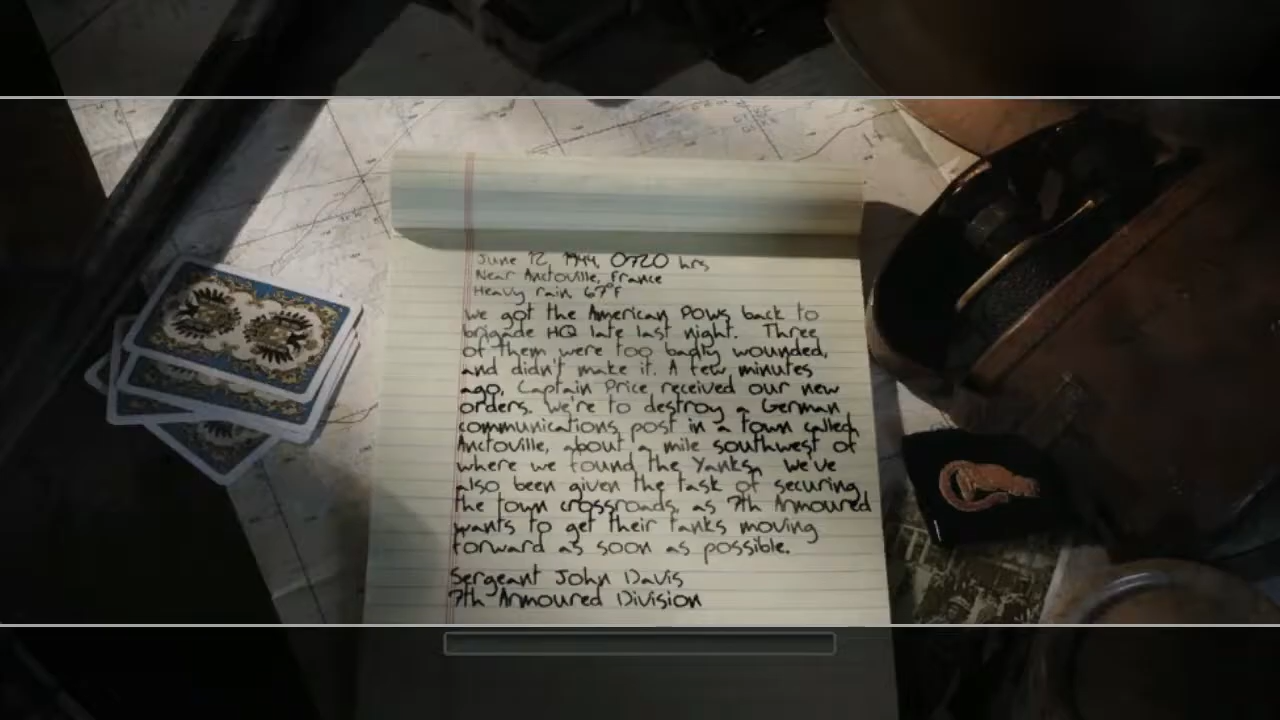 June 12, 1944, 0720 hrs
Near Anctoville, France
Heavy rain 67°F
We got the American POWs back to
brigade HQ late last night. Three
of them were too badly wounded,
and didn't make it. A few minutes
ago, Captain Price received our new
orders. We're to destroy a German
communications post in a town called
Anctoville, about a mile southwest of
where we found the Yanks. We've
also been given the task of securing
the town crossroads, as 7th Armoured
wants to get their tanks moving
forward as soon as possible.
Sergeant John Davis
7th Armoured Division